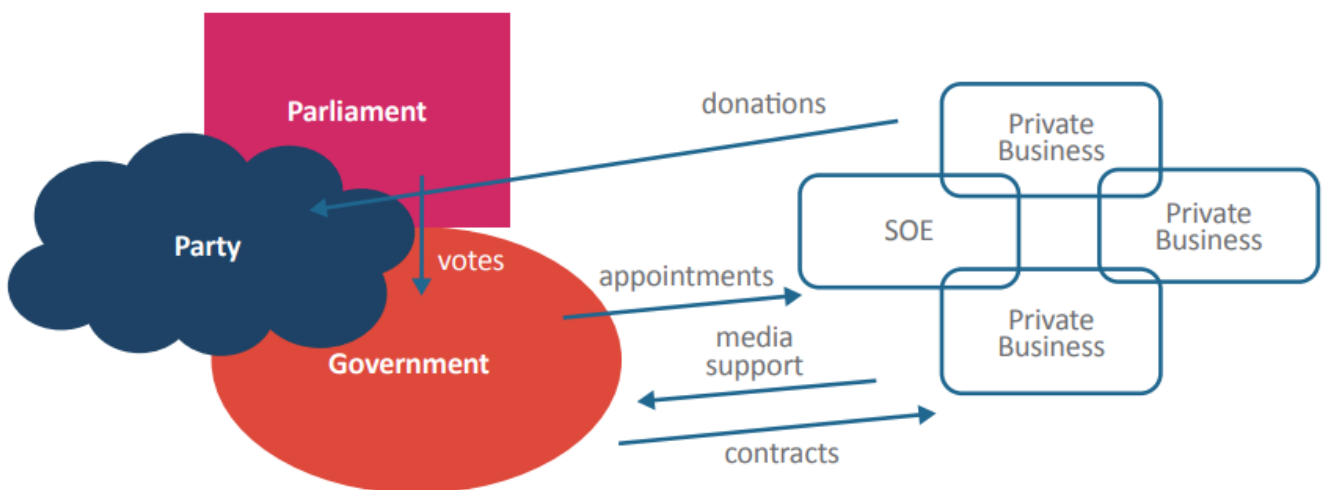 Parliament
donations
Private
Business
SOE
Private
Business
Party
votes
appointments
Private
Business
media
support
Government
contracts